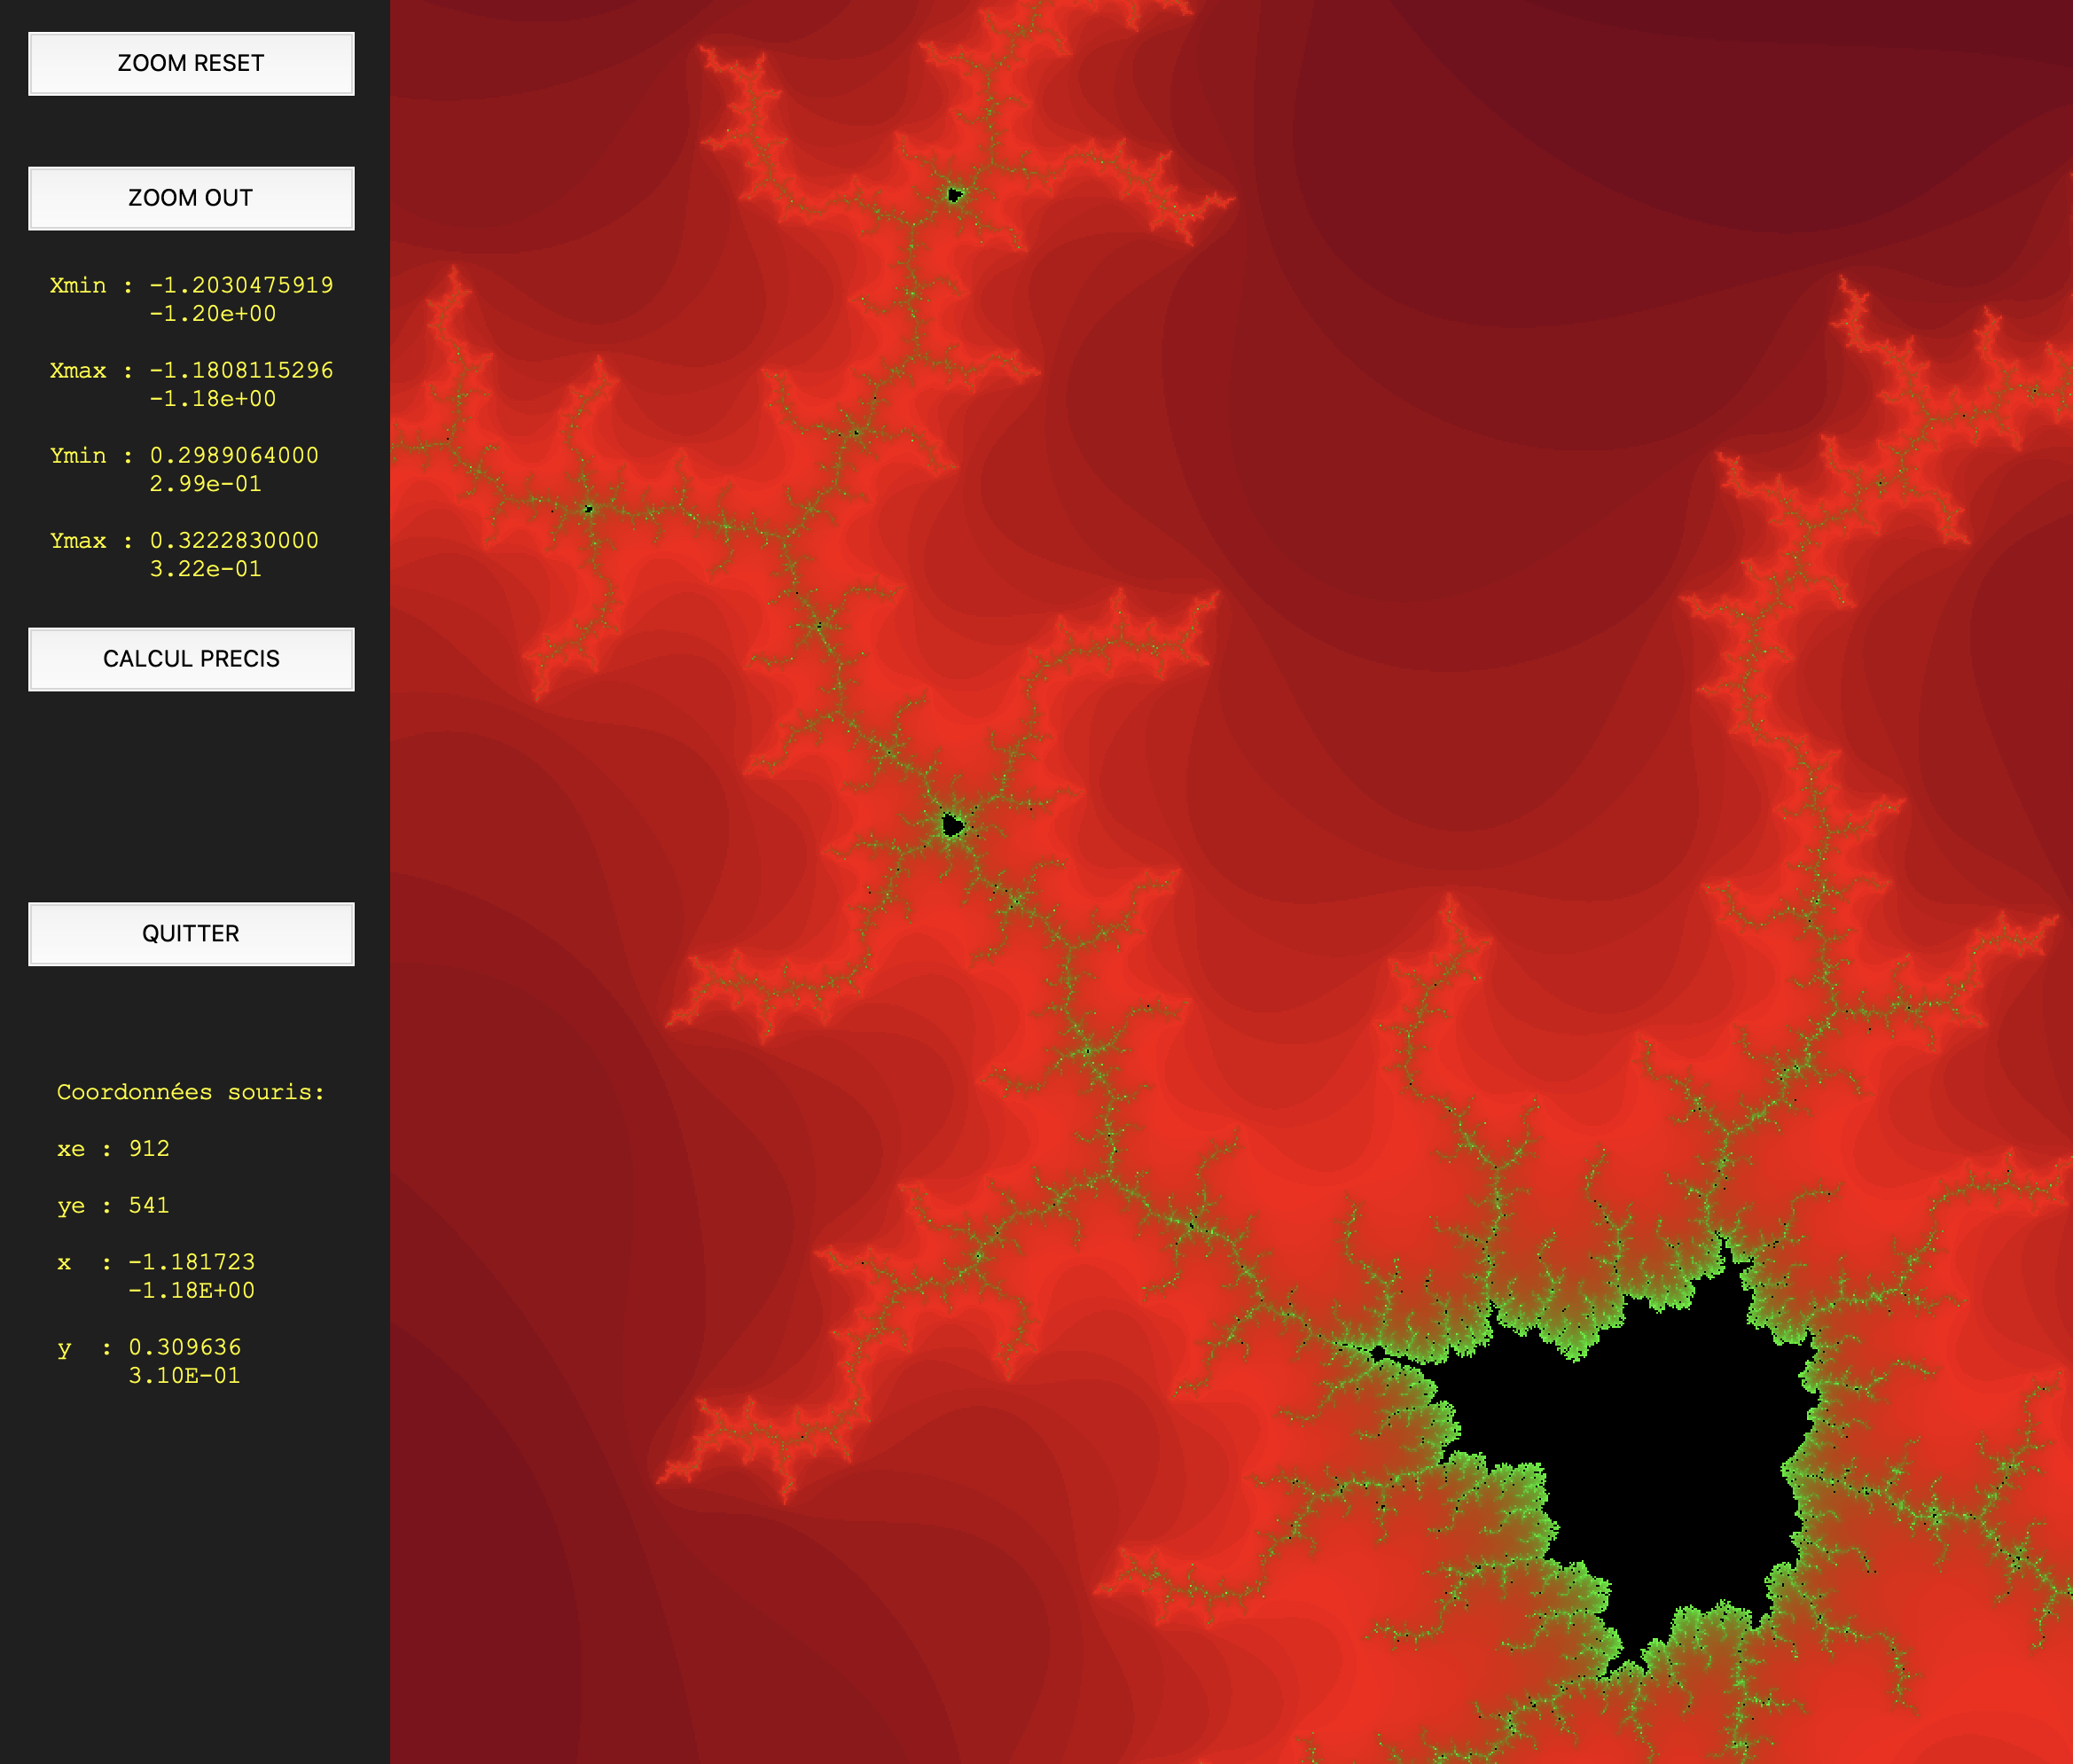 ZOOM RESET
ZOOM OUT
Xmin : -1.2030475919
-1.20e+00
Xmax : -1.1808115296
-1.18e+00
Ymin : 0.2989064000
2.99e-01
Ymax : 0.3222830000
3.22e-01
CALCUL PRECIS
QUITTER
Coordonnées souris:
xe : 912
ye : 541
x : -1.181723
-1.18E+00
y : 0.309636
3.10E-01